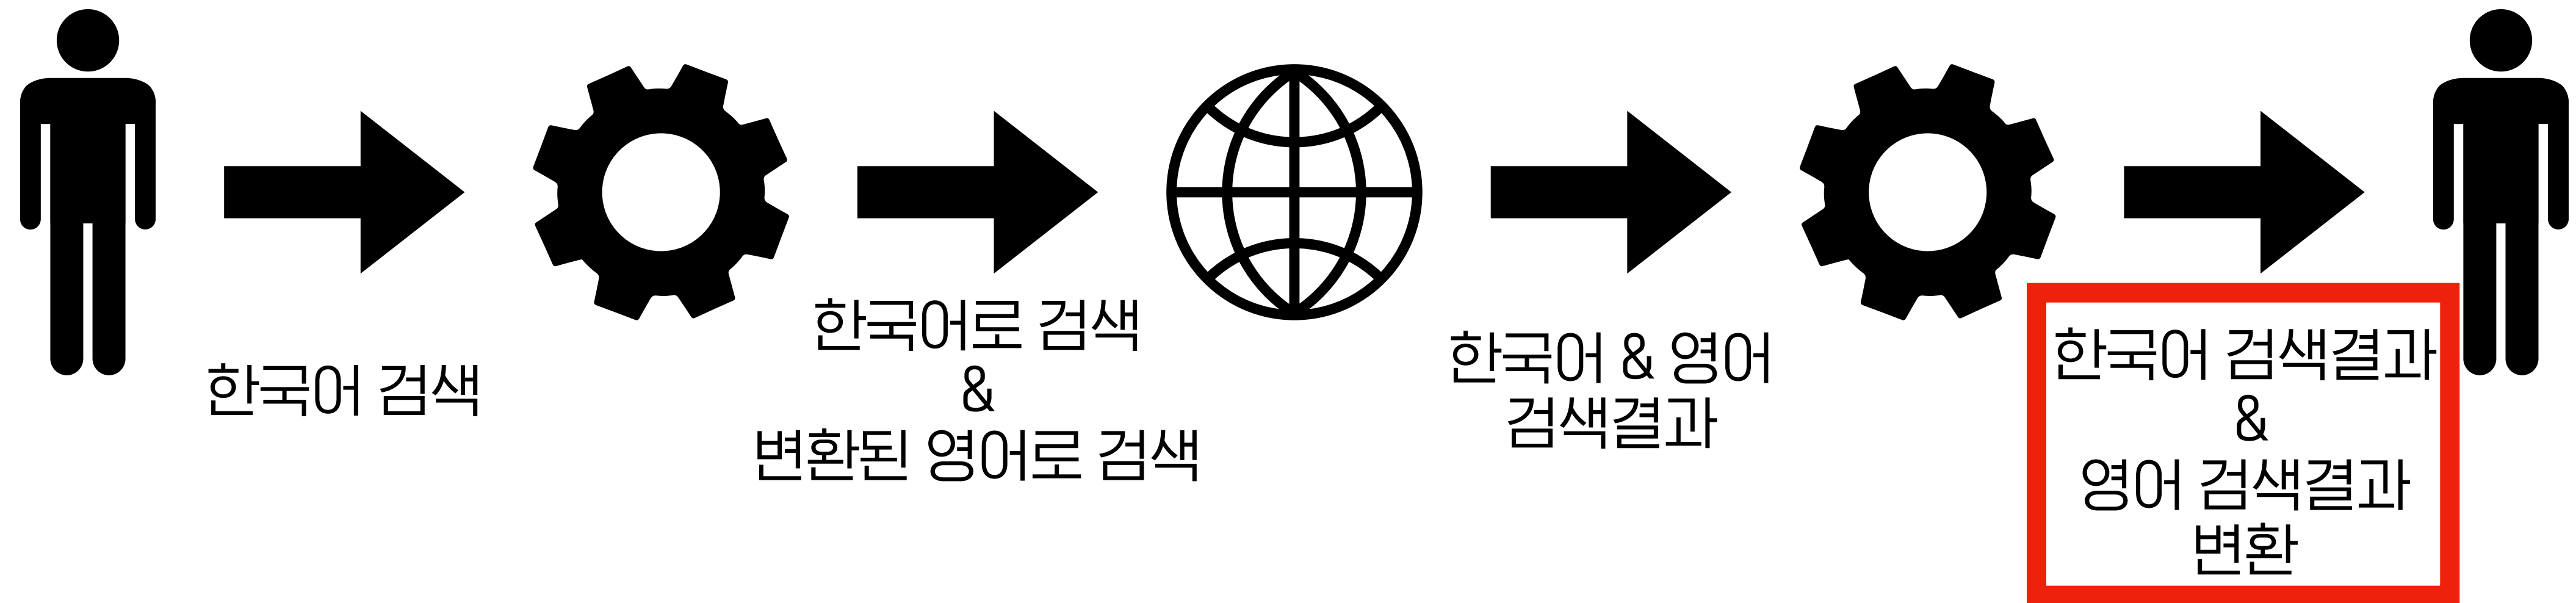 한국어 검색
한국어로 검색
&
변환된 영어로 검색
한국어 & 영어
검색결과
한국어 검색결과
&
영어 검색결과
변환